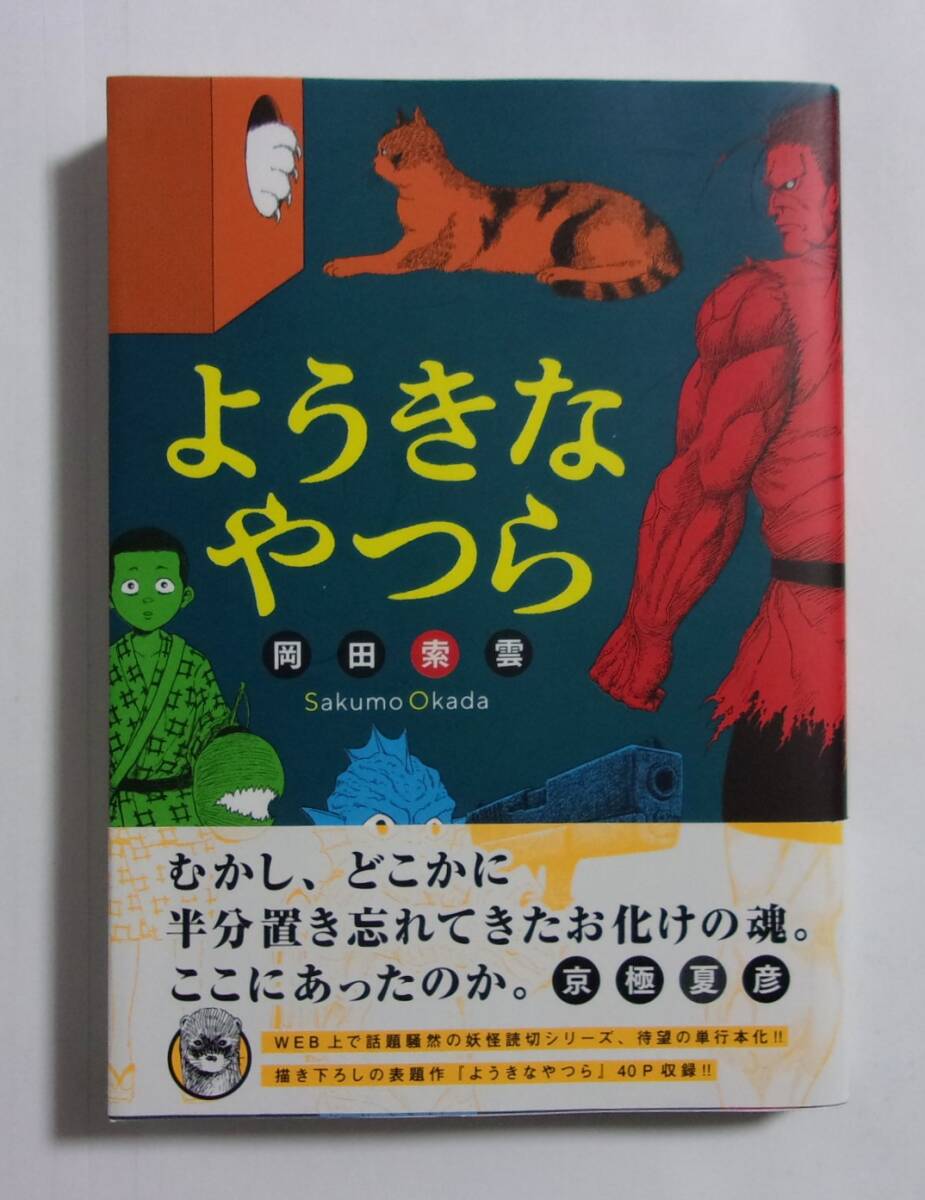 ようきな
やつら
岡田索雲
Sakumo Okada
むかし、どこかに
半分置き忘れてきたお化けの魂。
ここにあったのか。京極夏彦
WEB上で話題騒然の妖怪読切シリーズ、待望の単行本化!!
描き下ろしの表題作『ようきなやつら』40P収録!!